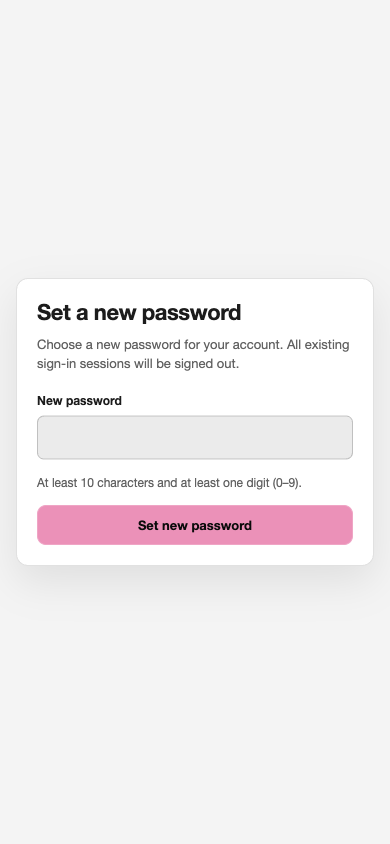 Set a new password
Choose a new password for your account. All existing
sign-in sessions will be signed out.
New password
At least 10 characters and at least one digit (0–9).
Set new password